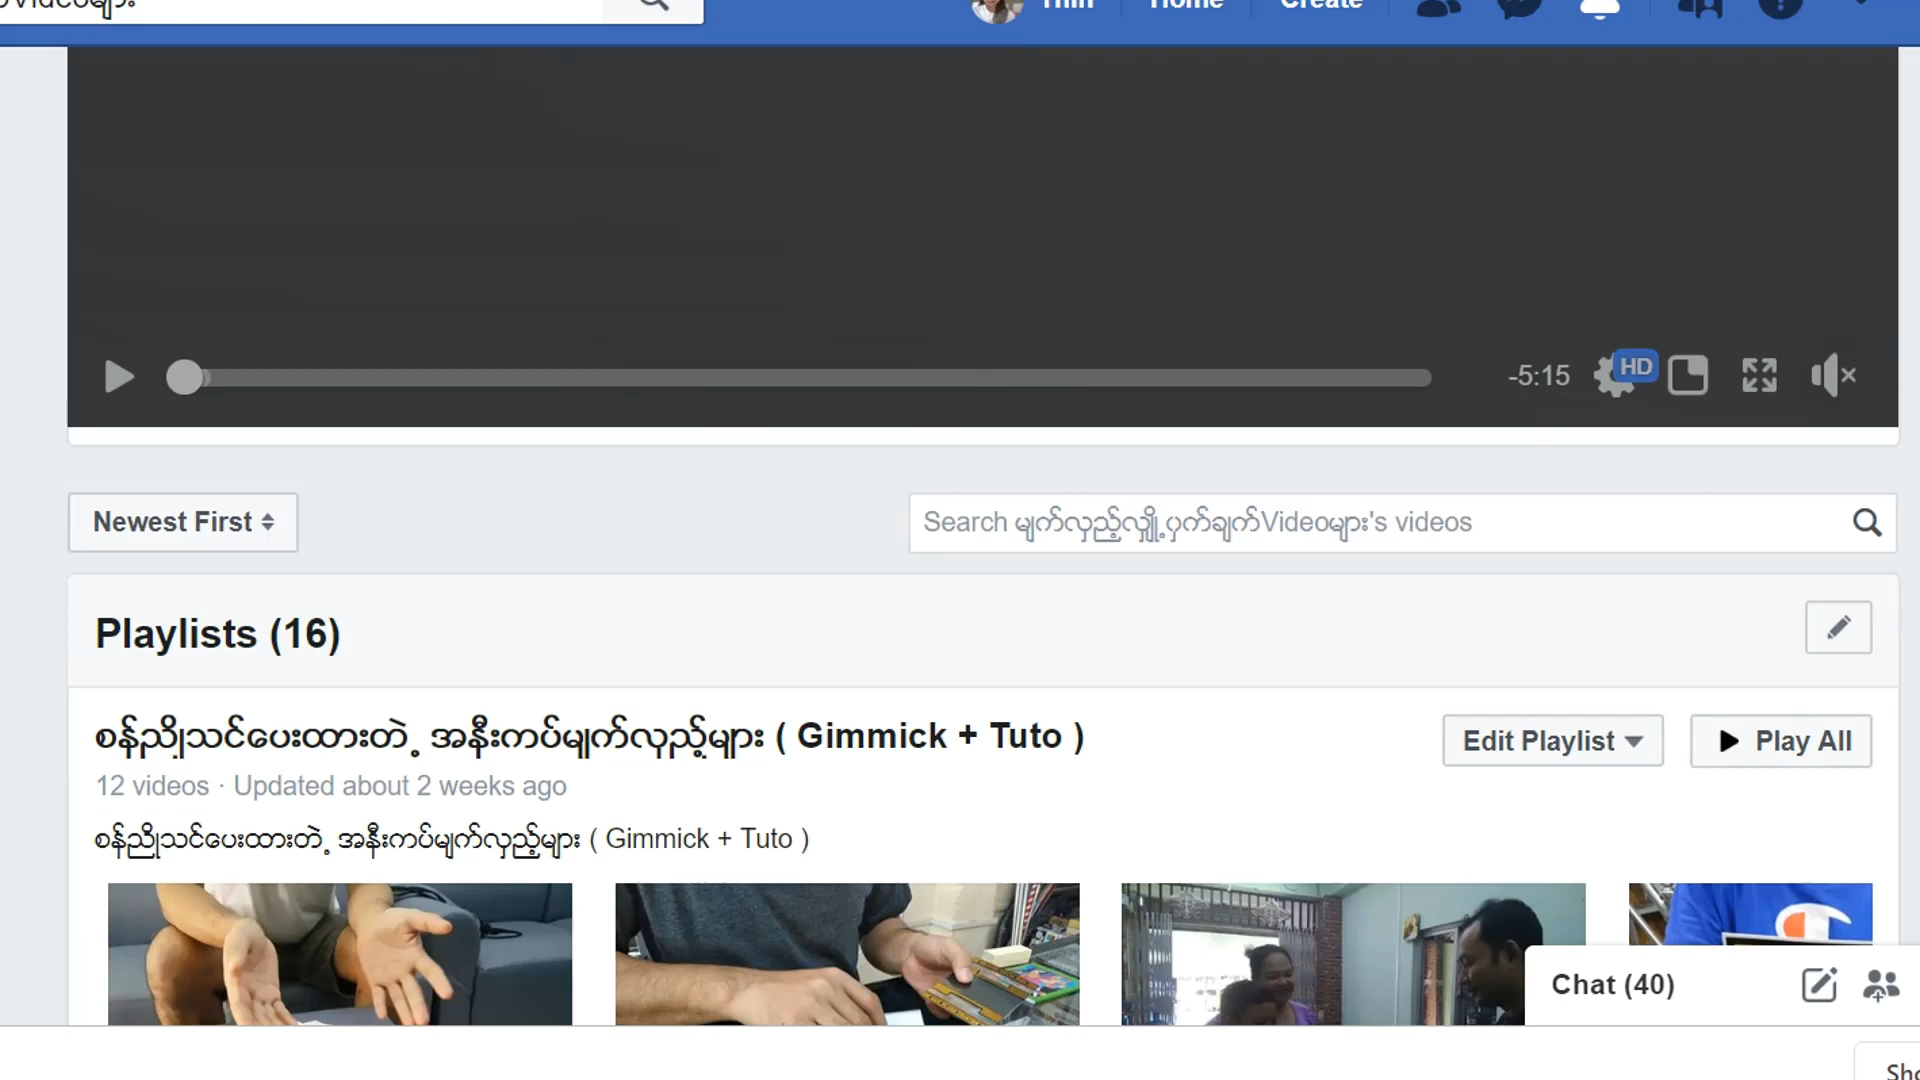 Home
Create
-5:15
HD
Newest First
Search မျက်လှည့်လျှို့ဝှက်ချက်Videoများ's videos
Playlists (16)
စန်ညိုသင်ပေးထားတဲ့ အနီးကပ်မျက်လှည့်များ ( Gimmick + Tuto )
Edit Playlist
Play All
12 videos · Updated about 2 weeks ago
စန်ညိုသင်ပေးထားတဲ့ အနီးကပ်မျက်လှည့်များ ( Gimmick + Tuto )
Chat (40)